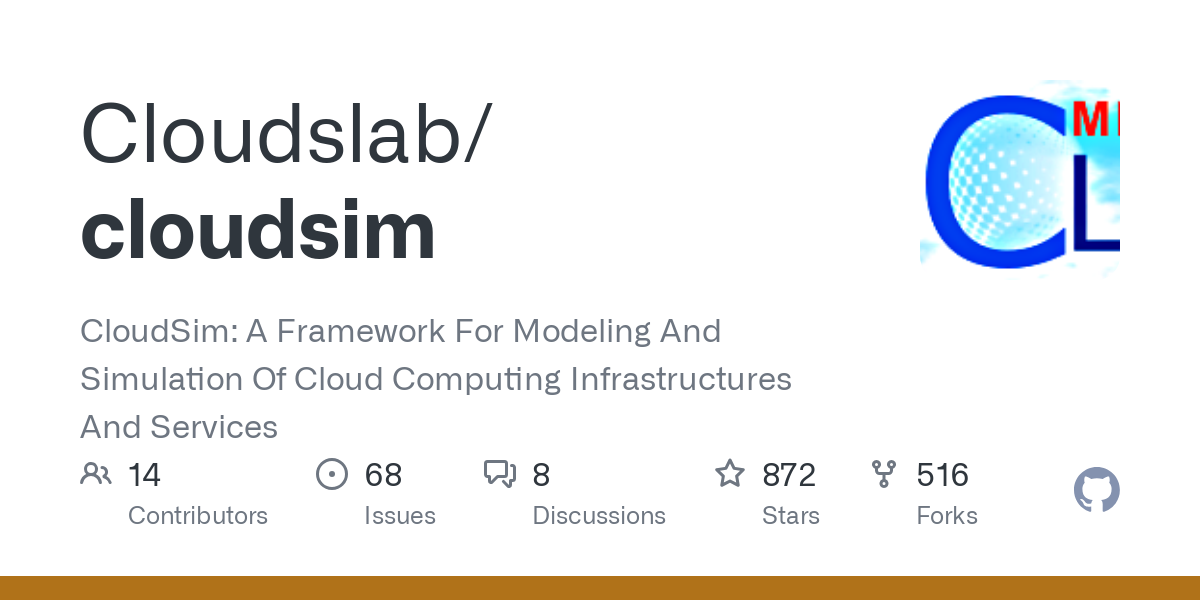 Cloudslab/
cloudsim
CloudSim: A Framework For Modeling And
Simulation Of Cloud Computing Infrastructures
And Services
14
Contributors
68
Issues
8
Discussions
872
Stars
516
Forks